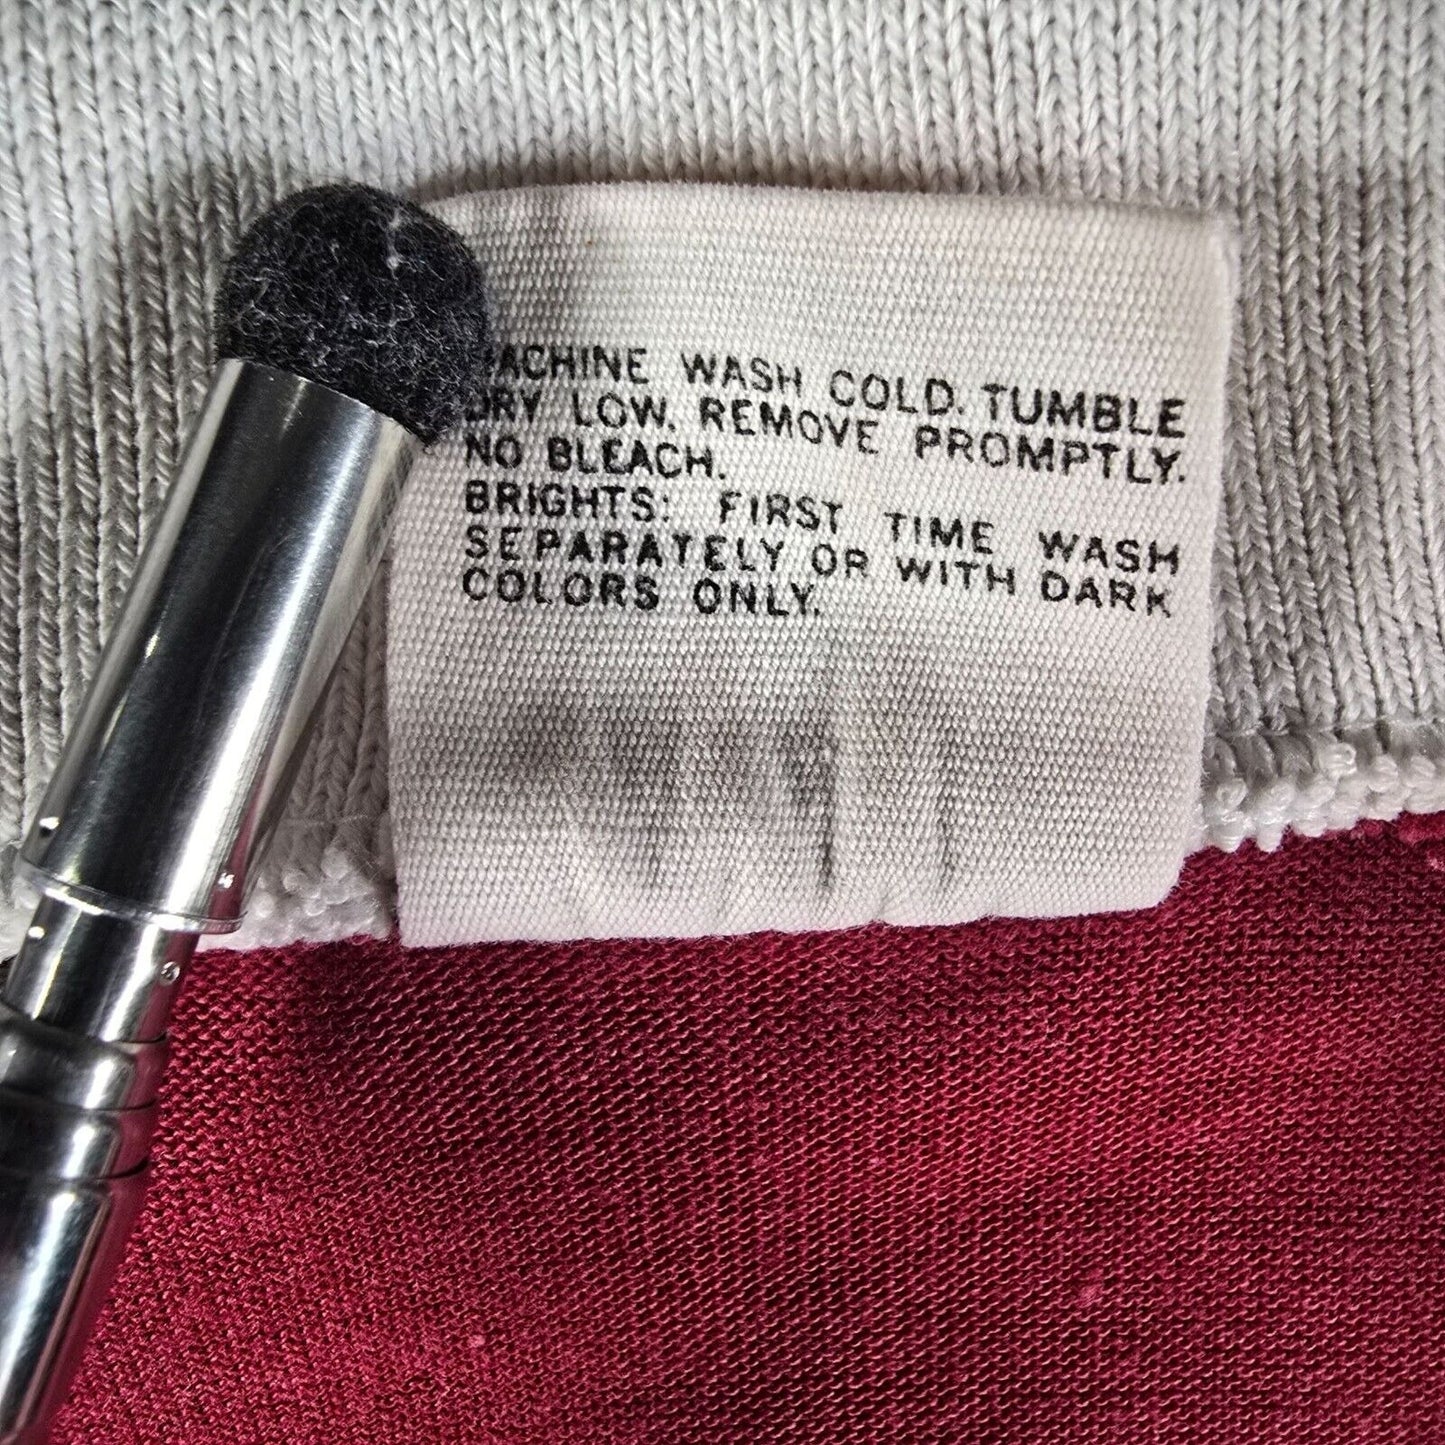 MACHINE WASH COLD. TUMBLE
DRY LOW. REMOVE PROMPTLY.
NO BLEACH.
BRIGHTS: FIRST TIME WASH
SEPARATELY OR WITH DARK
COLORS ONLY.